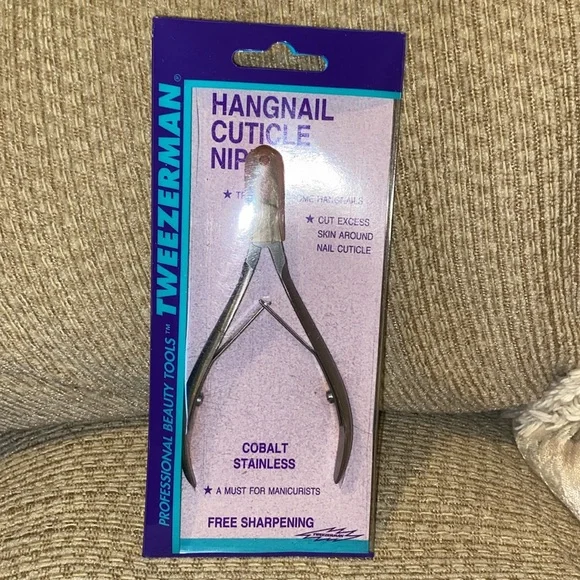 PROFESSIONAL BEAUTY TOOLS™ TWEEZERMAN®
HANGNAIL
CUTICLE
★ HANGNAILS
★ CUT EXCESS
SKIN AROUND
NAIL CUTICLE
COBALT
STAINLESS
★ A MUST FOR MANICURISTS
FREE SHARPENING